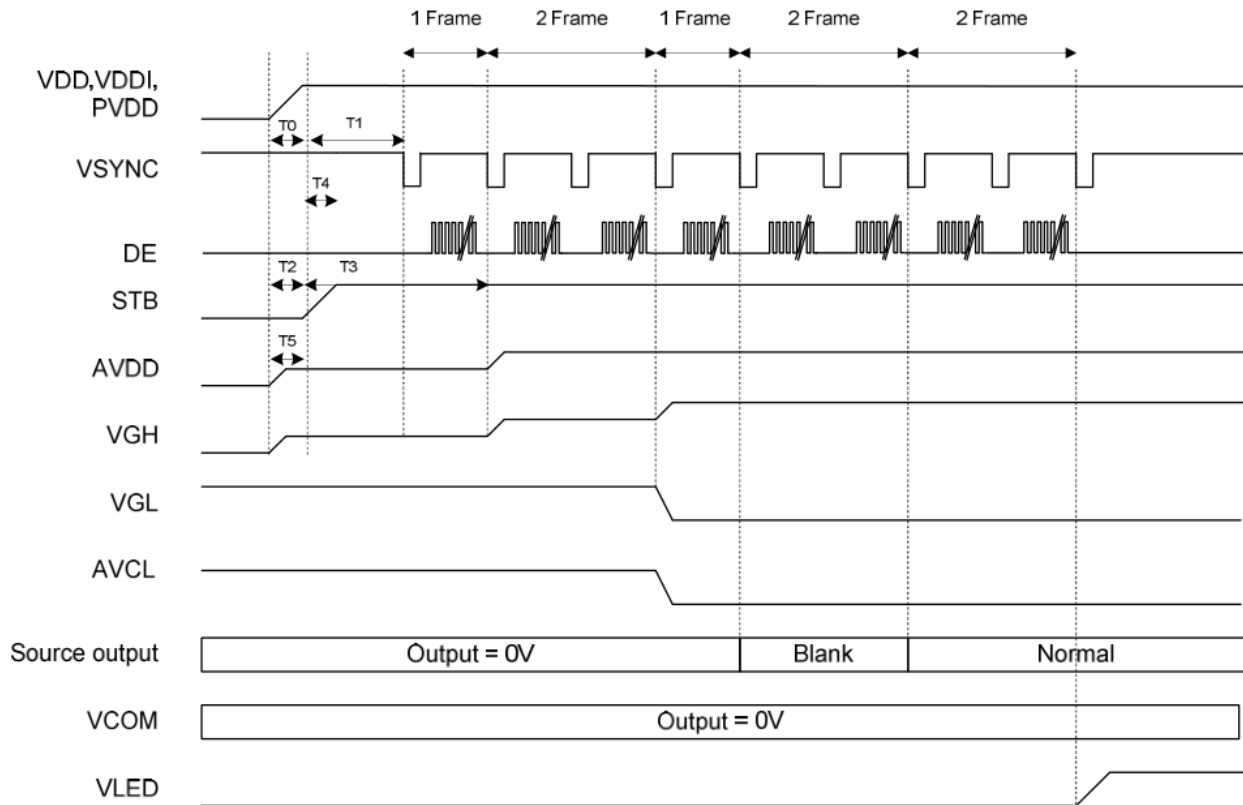 1 Frame 2 Frame 1 Frame 2 Frame 2 Frame
VDD,VDDI,
PVDD
T0 T1
VSYNC
T4
DE
T2 T3
STB
T5
AVDD
VGH
VGL
AVCL
Source output Output = 0V Blank Normal
VCOM Output = 0V
VLED